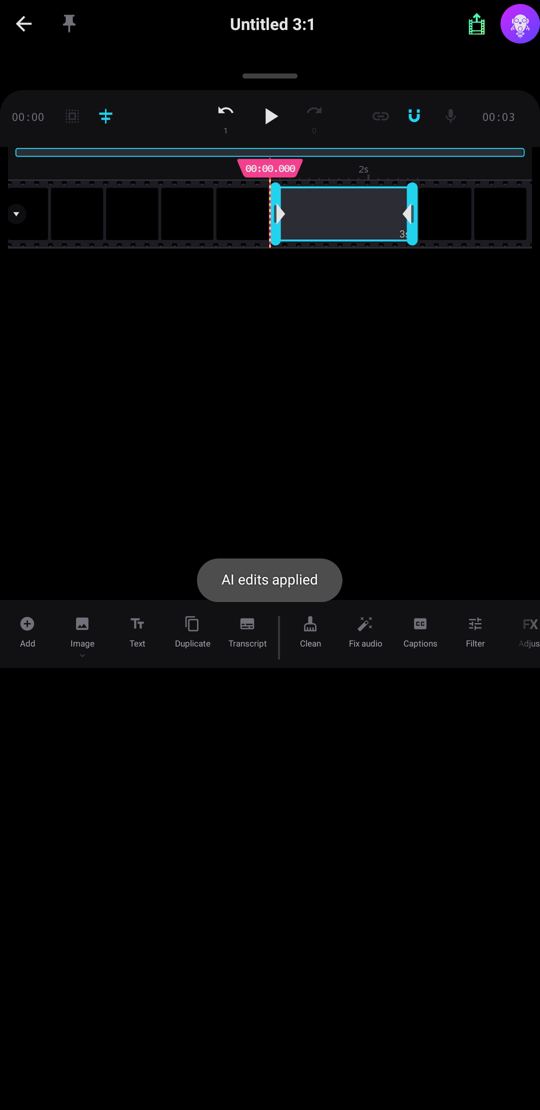 Untitled 3:1
00:00
1
0
00:03
00:00.000
2s
3s
AI edits applied
Add
Image
Text
Duplicate
Transcript
Clean
Fix audio
CC
Captions
Filter
FX
Adjus